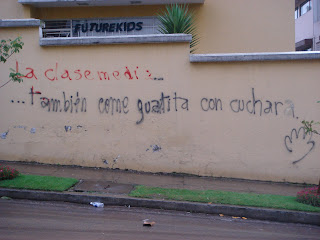 FUTUREKIDS
La clase media...
...también come guatita con cuchara